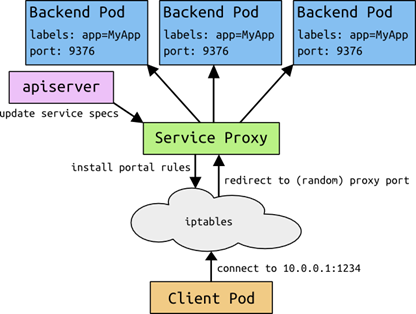 Backend Pod
labels: app=MyApp
port: 9376
Backend Pod
labels: app=MyApp
port: 9376
Backend Pod
labels: app=MyApp
port: 9376
apiserver
update service specs
Service Proxy
install portal rules
redirect to (random) proxy port
iptables
connect to 10.0.0.1:1234
Client Pod